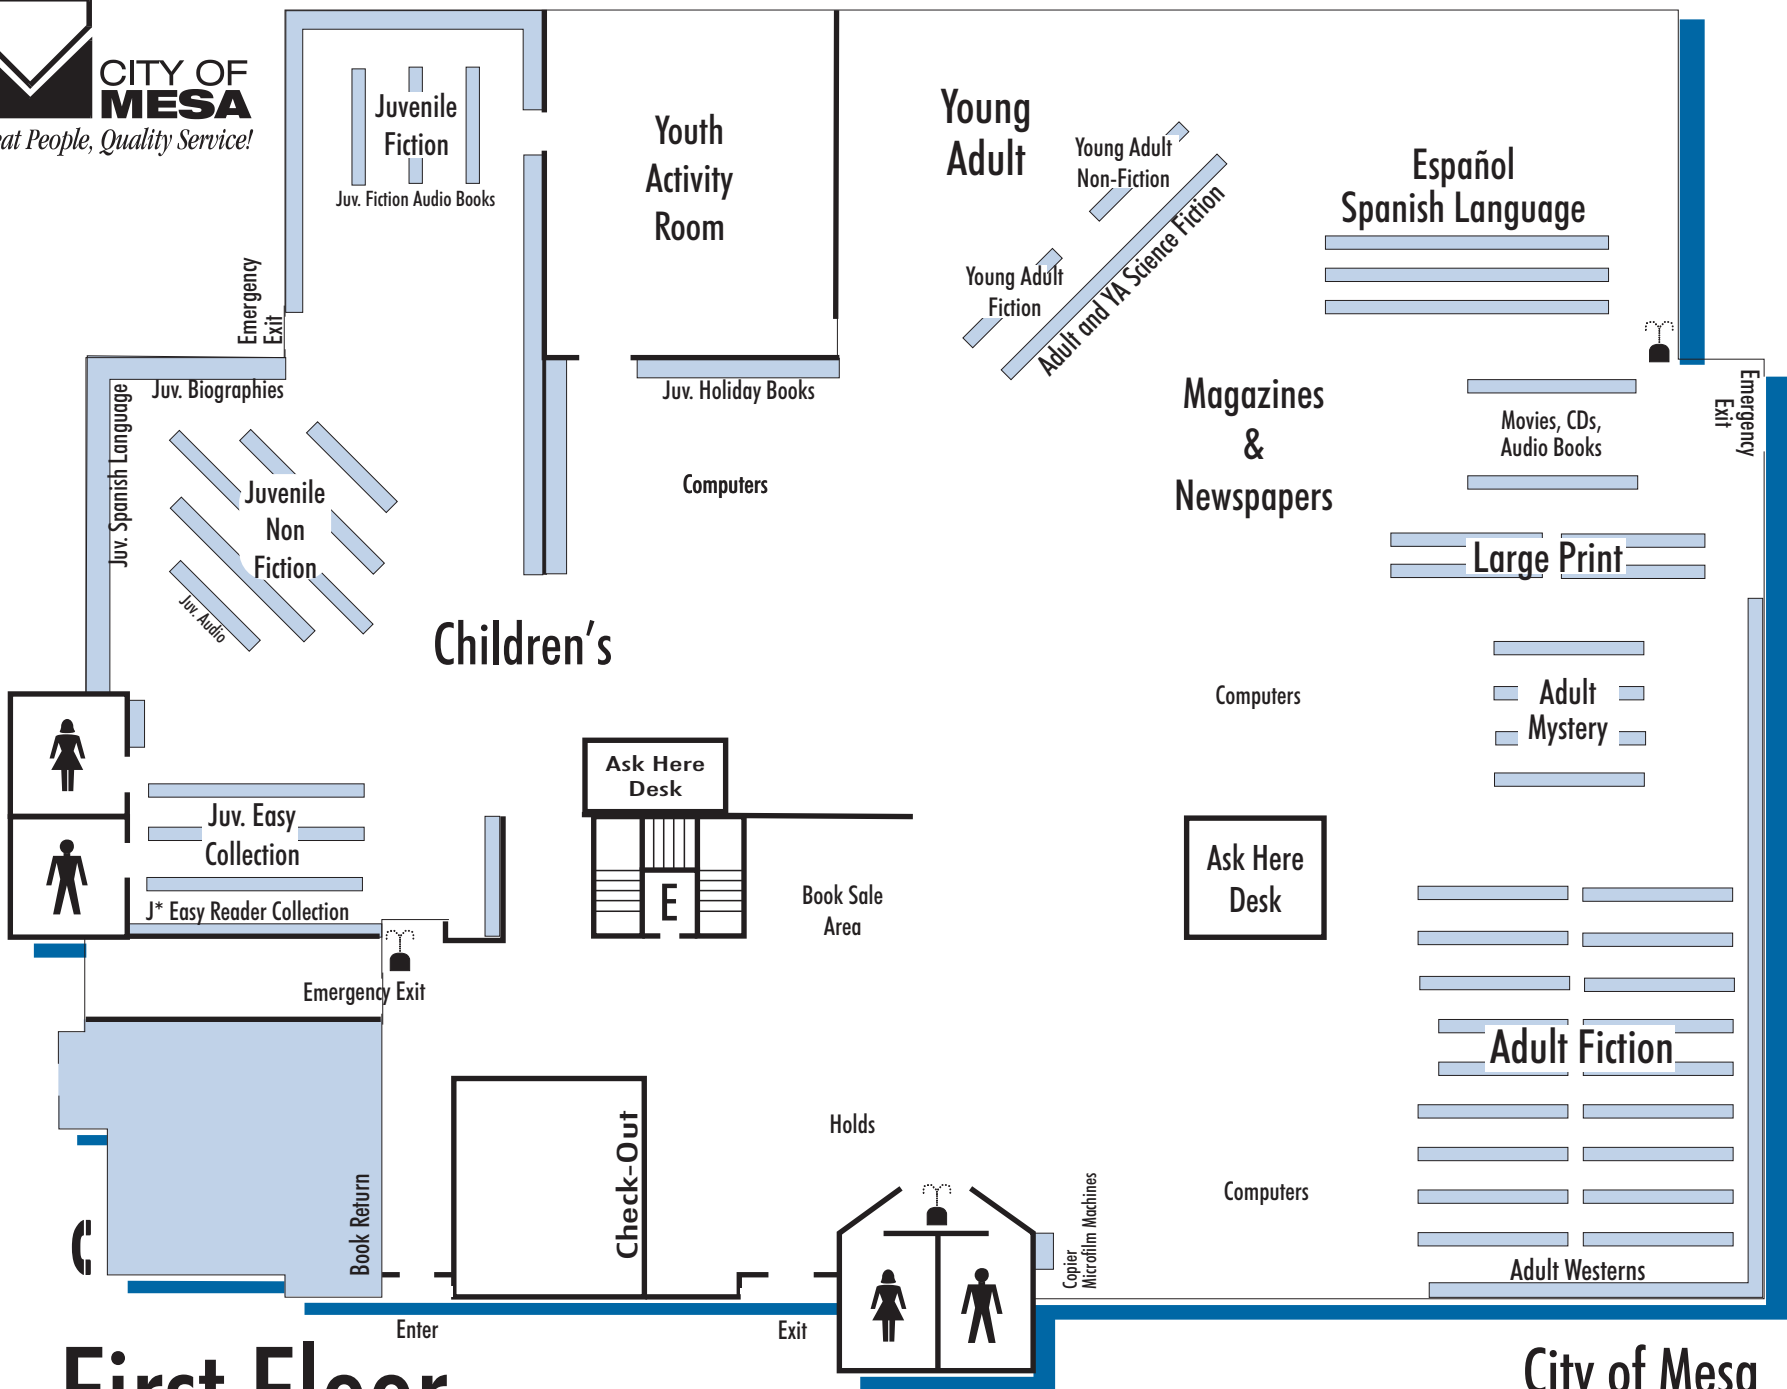 CITY OF
MESA
eat People, Quality Service!
Juvenile
Fiction
Juv. Fiction Audio Books
Youth
Activity
Room
Young
Adult
Young Adult
Non-Fiction
Young Adult
Fiction
Adult and YA Science Fiction
Español
Spanish Language
Emergency
Exit
Juv. Biographies
Juv. Spanish Language
Juv. Holiday Books
Magazines
&
Newspapers
Movies, CDs,
Audio Books
Emergency
Exit
Juvenile
Non
Fiction
Juv. Audio
Computers
Large Print
Children's
Computers
Adult
Mystery
Ask Here
Desk
Juv. Easy
Collection
J* Easy Reader Collection
E
Book Sale
Area
Ask Here
Desk
Emergency Exit
Adult Fiction
Holds
Check-Out
Book Return
Copier
Microfilm Machines
Computers
Adult Westerns
Enter
Exit
First Floor
City of Mesa